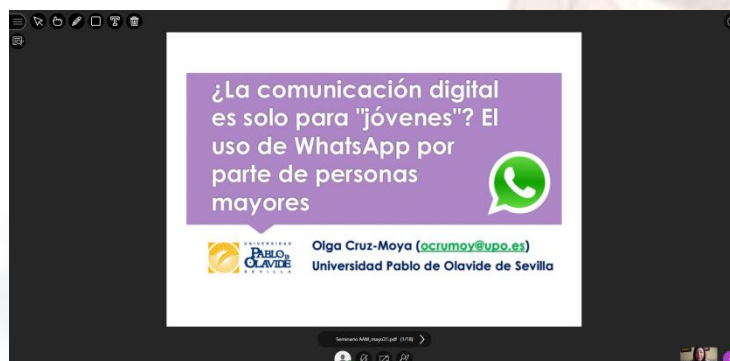 ¿La comunicación digital
es solo para "jóvenes"? El
uso de WhatsApp por
parte de personas
mayores
UNIVERSIDAD
PABLO DE
OLAVIDE
SEVILLA
Olga Cruz-Moya (ocrumoy@upo.es)
Universidad Pablo de Olavide de Sevilla
Seminario AAM_mayo21.pdf (1/18)